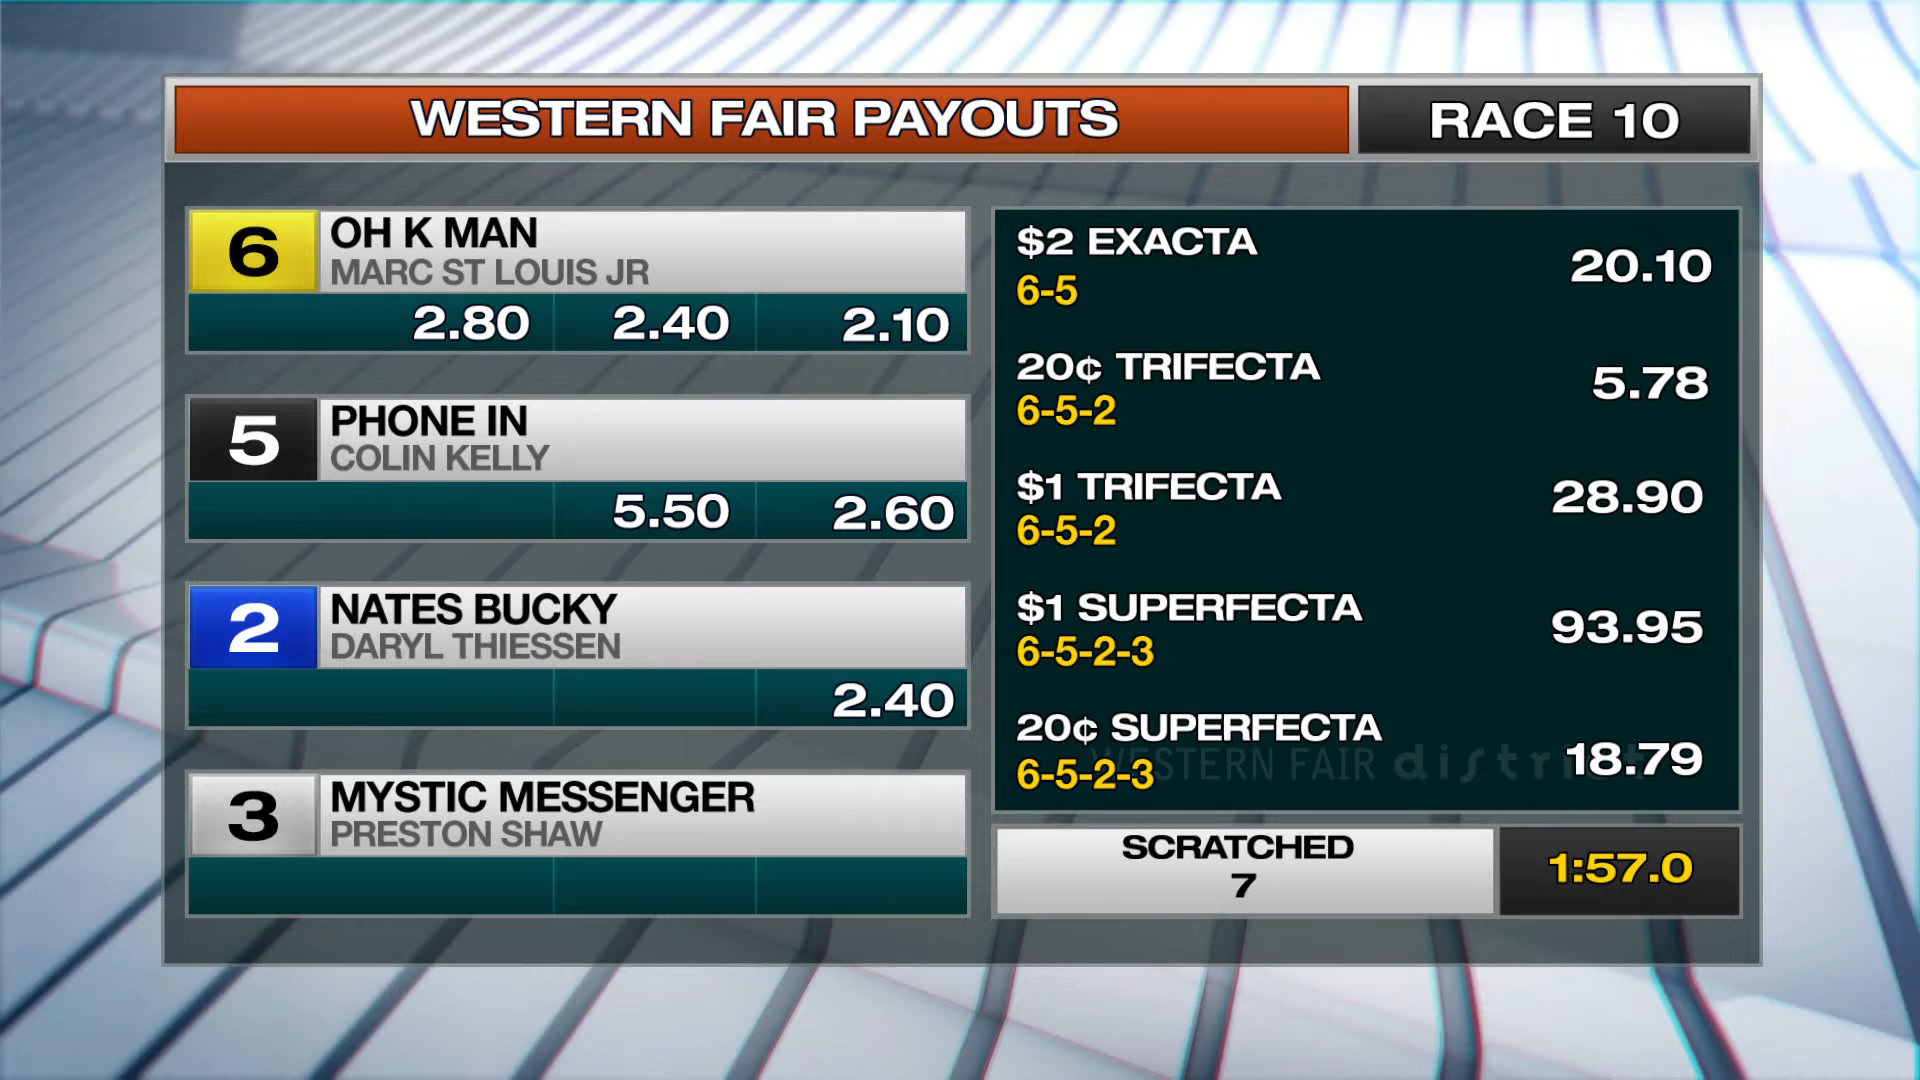 WESTERN FAIR PAYOUTS
RACE 10
6
OH K MAN
MARC ST LOUIS JR
2.80 2.40 2.10
5
PHONE IN
COLIN KELLY
5.50 2.60
2
NATES BUCKY
DARYL THIESSEN
2.40
3
MYSTIC MESSENGER
PRESTON SHAW
$2 EXACTA
6-5
20.10
20¢ TRIFECTA
6-5-2
5.78
$1 TRIFECTA
6-5-2
28.90
$1 SUPERFECTA
6-5-2-3
93.95
20¢ SUPERFECTA
6-5-2-3
18.79
WESTERN FAIR district
SCRATCHED
7
1:57.0